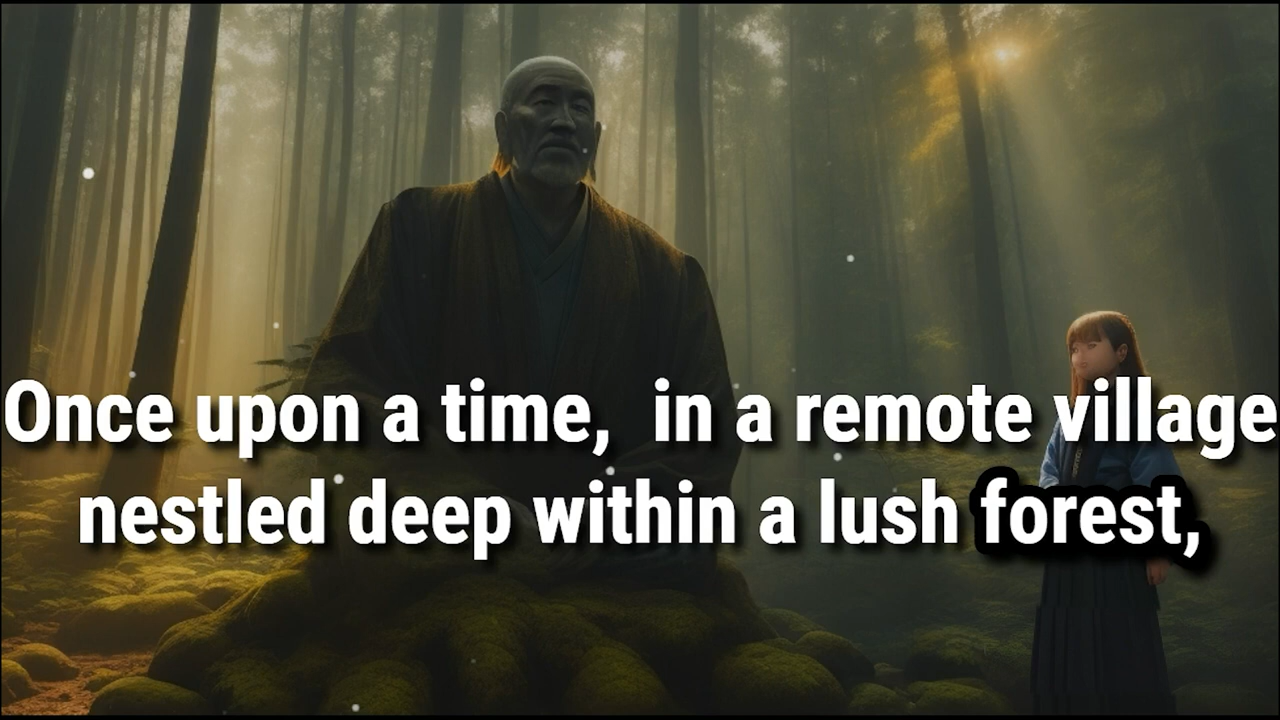 Once upon a time,  in a remote village
nestled deep within a lush forest,